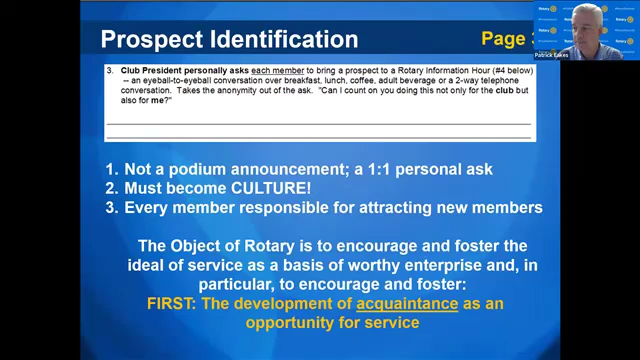 Prospect Identification
Page
Rotary
Patrick Eakes
3. Club President personally asks each member to bring a prospect to a Rotary Information Hour (#4 below)
-- an eyeball-to-eyeball conversation over breakfast, lunch, coffee, adult beverage or a 2-way telephone
conversation. Takes the anonymity out of the ask. "Can I count on you doing this not only for the club but
also for me?"
1. Not a podium announcement; a 1:1 personal ask
2. Must become CULTURE!
3. Every member responsible for attracting new members
The Object of Rotary is to encourage and foster the
ideal of service as a basis of worthy enterprise and, in
particular, to encourage and foster:
FIRST: The development of acquaintance as an
opportunity for service